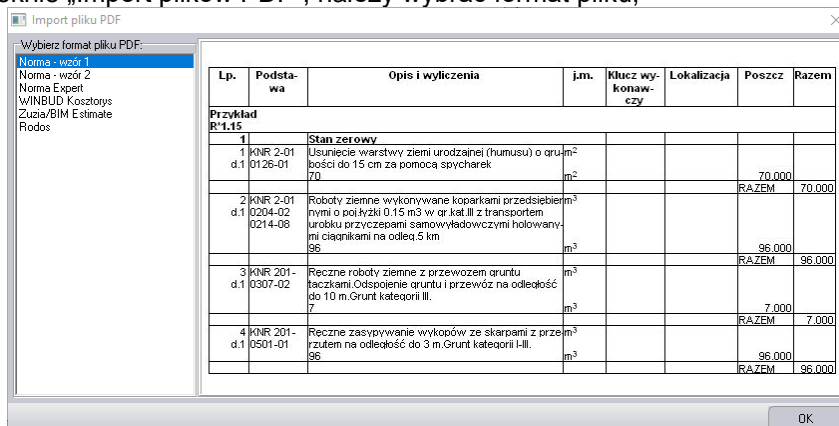 oknie „Import plików PDF", należy wybrać format pliku,
Import pliku PDF
Wybierz format pliku PDF:
Norma - wzór 1
Norma - wzór 2
Norma Expert
WINBUD Kosztorys
Zuzia/BIM Estimate
Rodos
Lp. Podsta- Opis i wyliczenia j.m. Klucz wy- Lokalizacja Poszcz Razem
wa konaw-
czy
Przykład
R'1.15
1 Stan zerowy
1 KNR 2-01 Usunięcie warstwy ziemi urodzajnej (humusu) o gru- m²
d.1 0126-01 bości do 15 cm za pomocą spycharek
70 m² 70.000
RAZEM 70.000
2 KNR 2-01 Roboty ziemne wykonywane koparkami przedsiębier m³
d.1 0204-02 nymi o poj.łyżki 0.15 m3 w gr.kat.III z transportem
0214-08 urobku przyczepami samowyładowczymi holowany-
mi ciągnikami na odleg.5 km
96 m³ 96.000
RAZEM 96.000
3 KNR 201- Ręczne roboty ziemne z przewozem gruntu m³
d.1 0307-02 taczkami.Odspojenie gruntu i przewóz na odległość
do 10 m.Grunt kategorii III.
7 m³ 7.000
RAZEM 7.000
4 KNR 201- Ręczne zasypywanie wykopów ze skarpami z prze- m³
d.1 0501-01 rzutem na odległość do 3 m.Grunt kategorii I-III.
96 m³ 96.000
RAZEM 96.000
OK